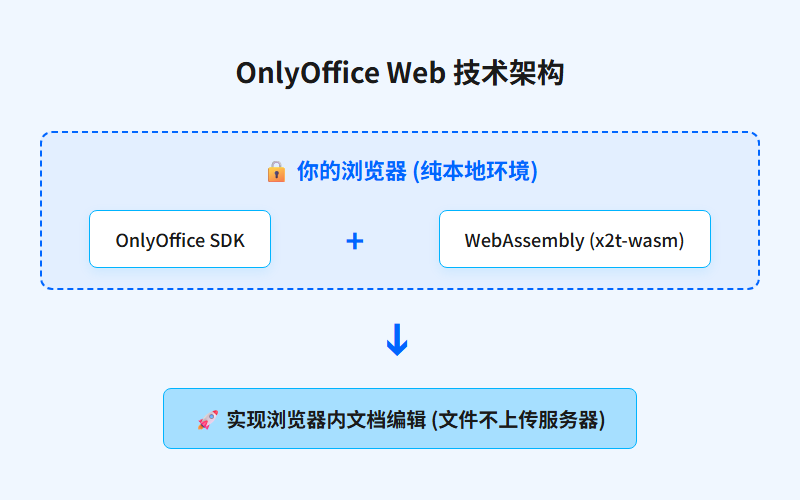 OnlyOffice Web 技术架构
🔒 你的浏览器 (纯本地环境)
OnlyOffice SDK
+
WebAssembly (x2t-wasm)
↓
🚀 实现浏览器内文档编辑 (文件不上传服务器)